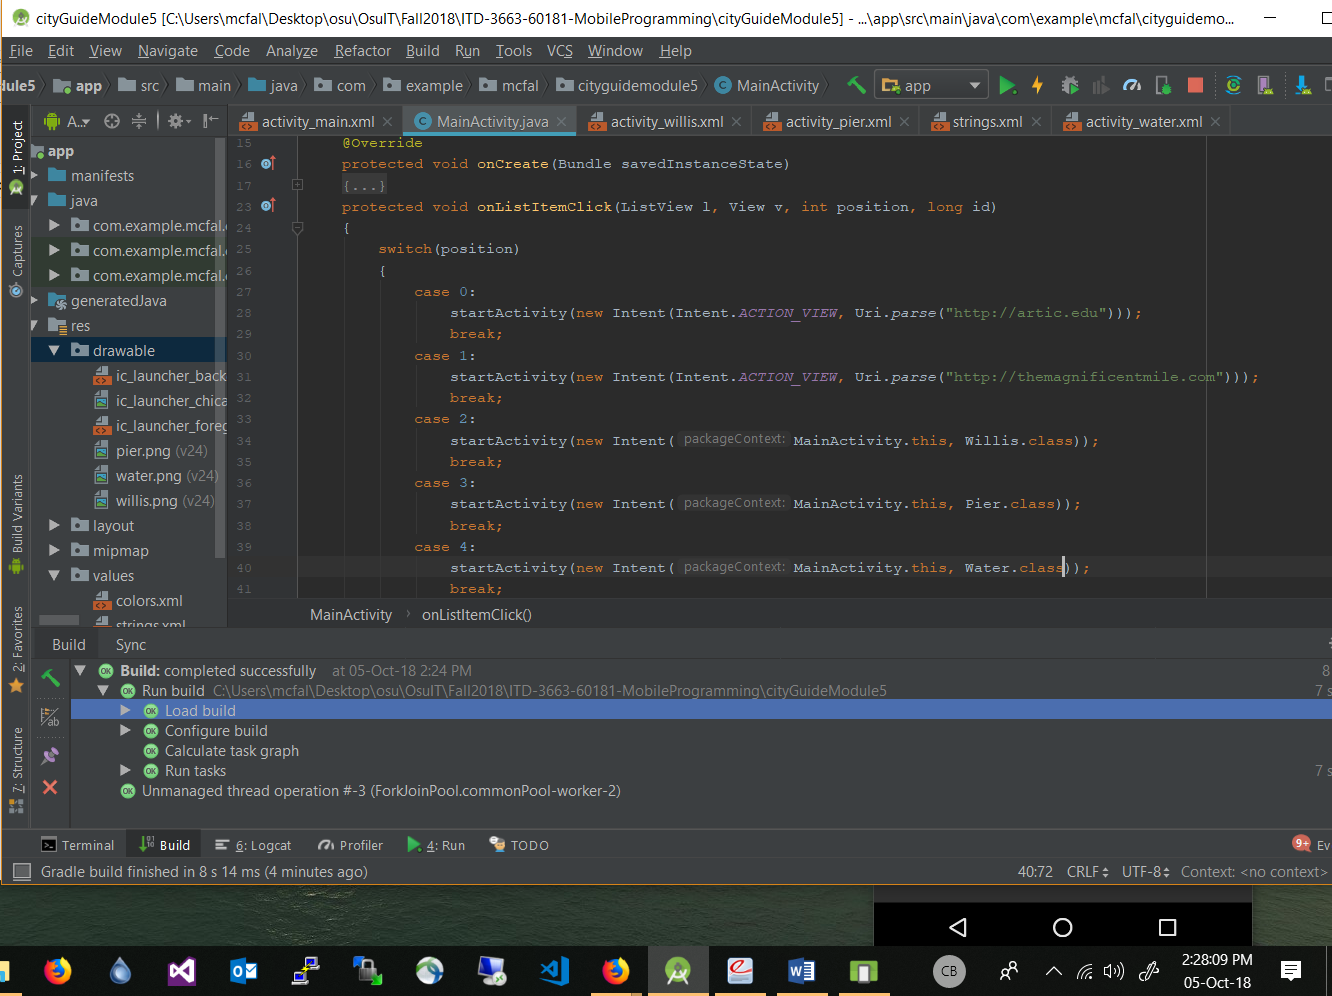 cityGuideModule5 [C:\Users\mcfal\Desktop\osu\OsuIT\Fall2018\ITD-3663-60181-MobileProgramming\cityGuideModule5] - ...\app\src\main\java\com\example\mcfal\cityguidemo...
File Edit View Navigate Code Analyze Refactor Build Run Tools VCS Window Help
dule5 app src main java com example mcfal cityguidemodule5 MainActivity app
A.. activity_main.xml MainActivity.java activity_willis.xml activity_pier.xml strings.xml activity_water.xml
1: Project
Captures
Build Variants
2: Favorites
7: Structure
app
manifests
java
com.example.mcfal.
com.example.mcfal.
com.example.mcfal.
generatedJava
res
drawable
ic_launcher_back
ic_launcher_chica
ic_launcher_foreg
pier.png (v24)
water.png (v24)
willis.png (v24)
layout
mipmap
values
colors.xml
strings.xml
15 @Override
16 protected void onCreate(Bundle savedInstanceState)
17 {...}
23 protected void onListItemClick(ListView l, View v, int position, long id)
24 {
25 switch(position)
26 {
27 case 0:
28 startActivity(new Intent(Intent.ACTION_VIEW, Uri.parse("http://artic.edu")));
29 break;
30 case 1:
31 startActivity(new Intent(Intent.ACTION_VIEW, Uri.parse("http://themagnificentmile.com")));
32 break;
33 case 2:
34 startActivity(new Intent( packageContext: MainActivity.this, Willis.class));
35 break;
36 case 3:
37 startActivity(new Intent( packageContext: MainActivity.this, Pier.class));
38 break;
39 case 4:
40 startActivity(new Intent( packageContext: MainActivity.this, Water.class));
41 break;
MainActivity onListItemClick()
Build Sync
Build: completed successfully at 05-Oct-18 2:24 PM 8
Run build C:\Users\mcfal\Desktop\osu\OsuIT\Fall2018\ITD-3663-60181-MobileProgramming\cityGuideModule5 7 s
Load build
Configure build
Calculate task graph
Run tasks 7 s
Unmanaged thread operation #-3 (ForkJoinPool.commonPool-worker-2)
Terminal Build 6: Logcat Profiler 4: Run TODO 9+ Ev
Gradle build finished in 8 s 14 ms (4 minutes ago) 40:72 CRLF UTF-8 Context: <no context>
CB
2:28:09 PM
05-Oct-18